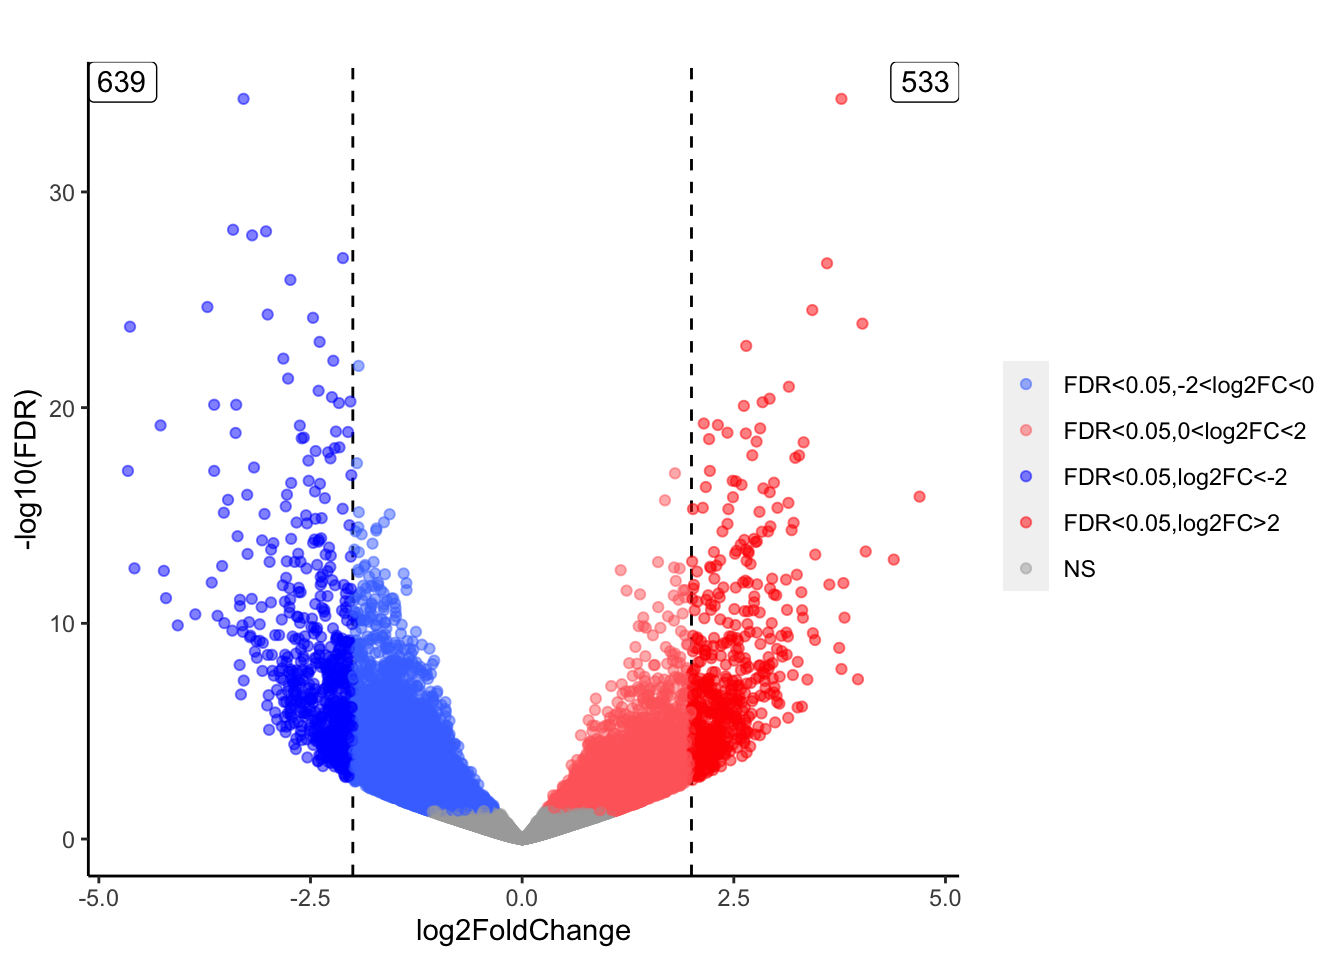 639
533
-log10(FDR)
30
20
10
0
-5.0
-2.5
0.0
2.5
5.0
log2FoldChange
FDR<0.05,-2<log2FC<0
FDR<0.05,0<log2FC<2
FDR<0.05,log2FC<-2
FDR<0.05,log2FC>2
NS